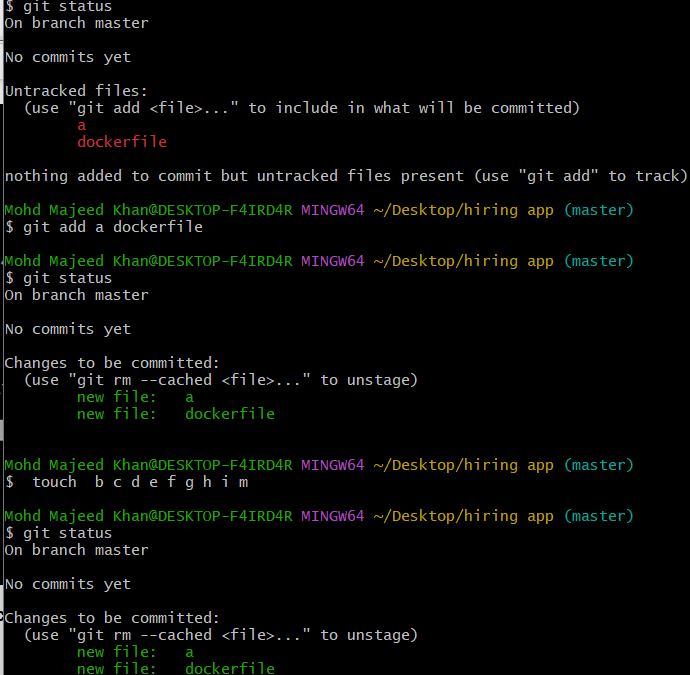 $ git status
On branch master
No commits yet
Untracked files:
(use "git add <file>..." to include in what will be committed)
a
dockerfile
nothing added to commit but untracked files present (use "git add" to track)
Mohd Majeed Khan@DESKTOP-F4IRD4R MINGW64 ~/Desktop/hiring app (master)
$ git add a dockerfile
Mohd Majeed Khan@DESKTOP-F4IRD4R MINGW64 ~/Desktop/hiring app (master)
$ git status
On branch master
No commits yet
Changes to be committed:
(use "git rm --cached <file>..." to unstage)
new file:   a
new file:   dockerfile
Mohd Majeed Khan@DESKTOP-F4IRD4R MINGW64 ~/Desktop/hiring app (master)
$  touch  b c d e f g h i m
Mohd Majeed Khan@DESKTOP-F4IRD4R MINGW64 ~/Desktop/hiring app (master)
$ git status
On branch master
No commits yet
Changes to be committed:
(use "git rm --cached <file>..." to unstage)
new file:   a
new file:   dockerfile